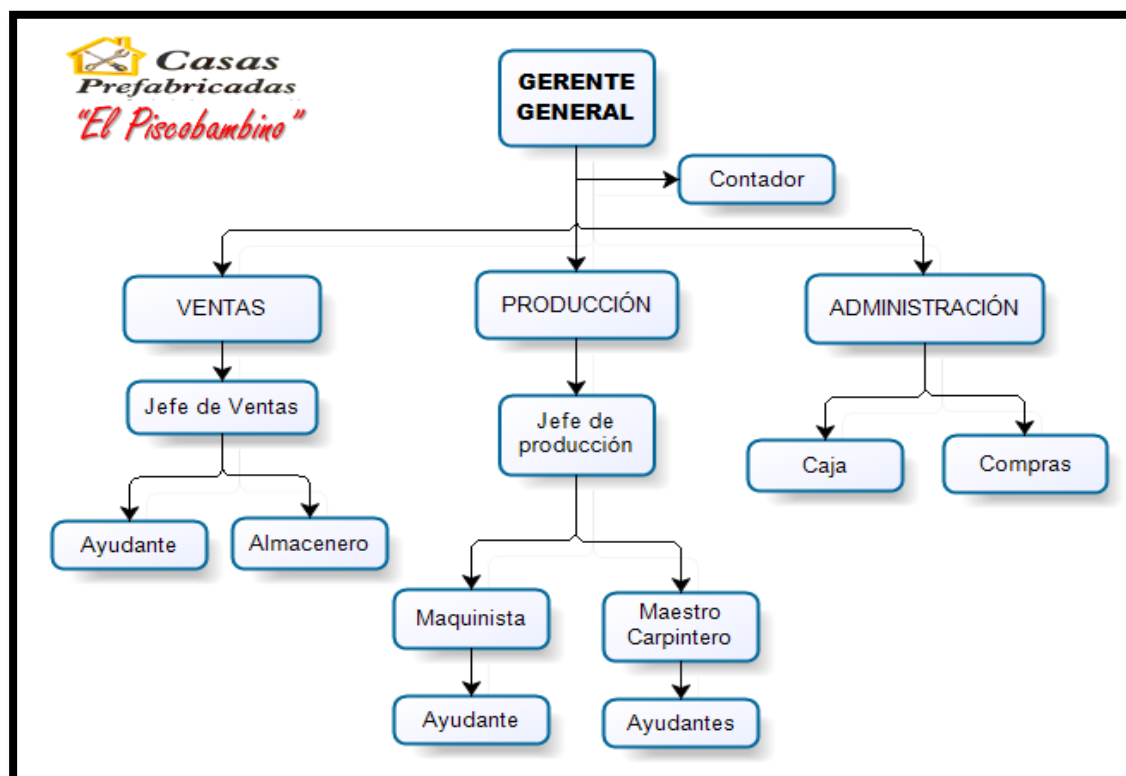 Casas
Prefabricadas
"El Piscobambino"
GERENTE
GENERAL
Contador
VENTAS
PRODUCCIÓN
ADMINISTRACIÓN
Jefe de Ventas
Jefe de
producción
Caja
Compras
Ayudante
Almacenero
Maquinista
Maestro
Carpintero
Ayudante
Ayudantes